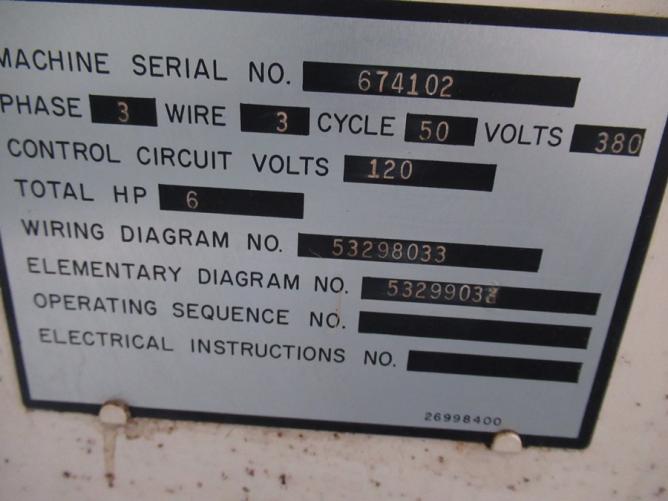 MACHINE SERIAL NO. 674102
PHASE 3 WIRE 3 CYCLE 50 VOLTS 380
CONTROL CIRCUIT VOLTS 120
TOTAL HP 6
WIRING DIAGRAM NO. 53298033
ELEMENTARY DIAGRAM NO.
OPERATING SEQUENCE NO.
ELECTRICAL INSTRUCTIONS NO.
26998400